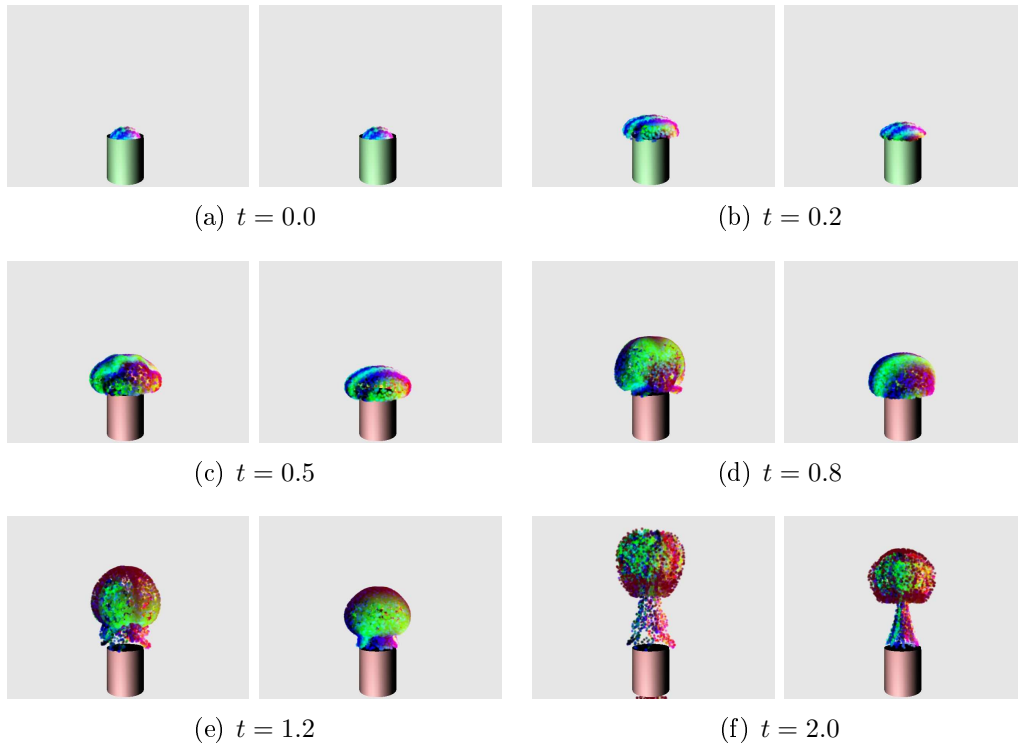 (a) t = 0.0
(b) t = 0.2
(c) t = 0.5
(d) t = 0.8
(e) t = 1.2
(f) t = 2.0